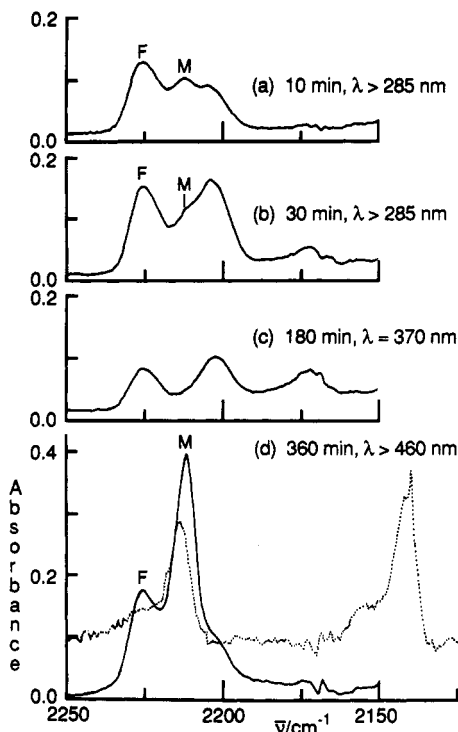 0.2
F
M
(a) 10 min, λ > 285 nm
0.0
0.2
F
M
(b) 30 min, λ > 285 nm
0.0
0.2
(c) 180 min, λ = 370 nm
0.0
0.4
M
(d) 360 min, λ > 460 nm
F
Absorbance
0.2
0.0
2250
2200
2150
ν̄/cm⁻¹